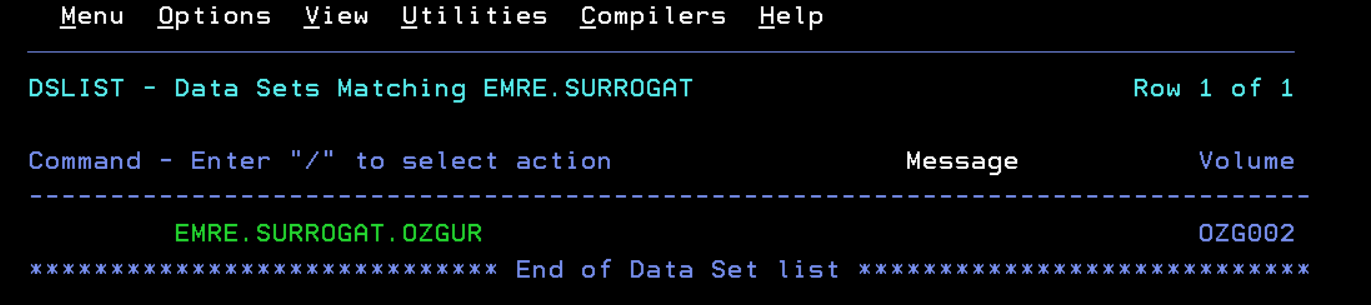 Menu Options View Utilities Compilers Help
DSLIST - Data Sets Matching EMRE.SURROGAT Row 1 of 1
Command - Enter "/" to select action Message Volume
-------------------------------------------------------------------------------
EMRE.SURROGAT.OZGUR OZG002
***************************** End of Data Set list ****************************